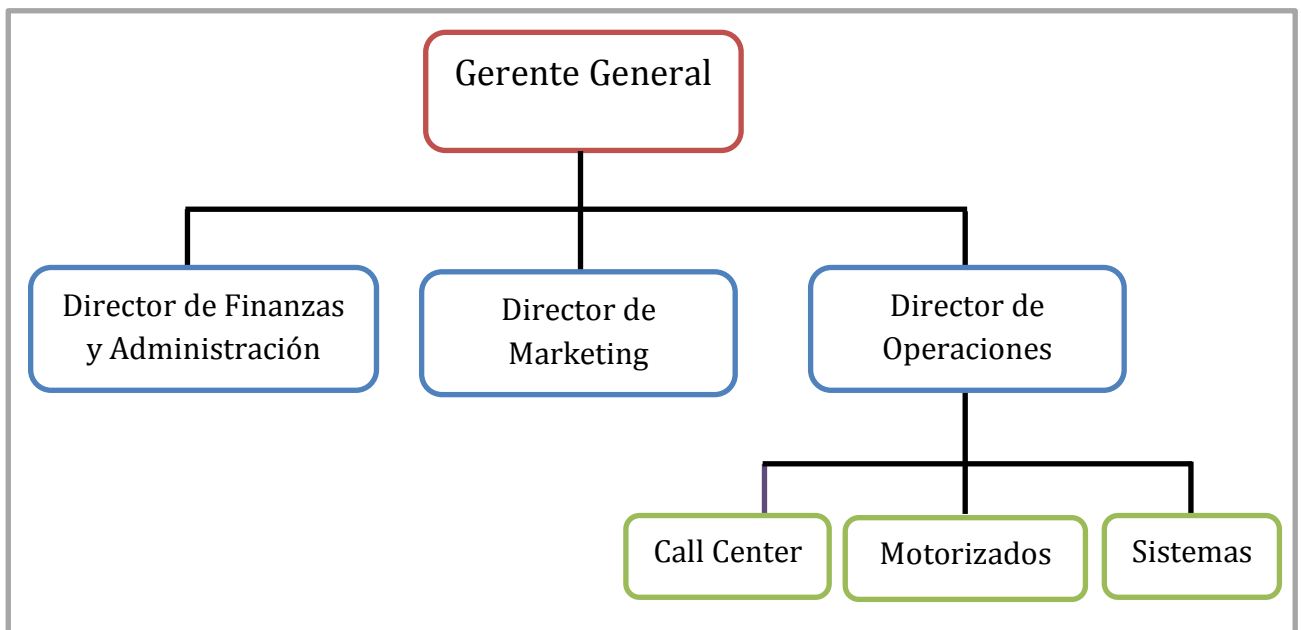 Gerente General
Director de Finanzas
y Administración
Director de
Marketing
Director de
Operaciones
Call Center
Motorizados
Sistemas